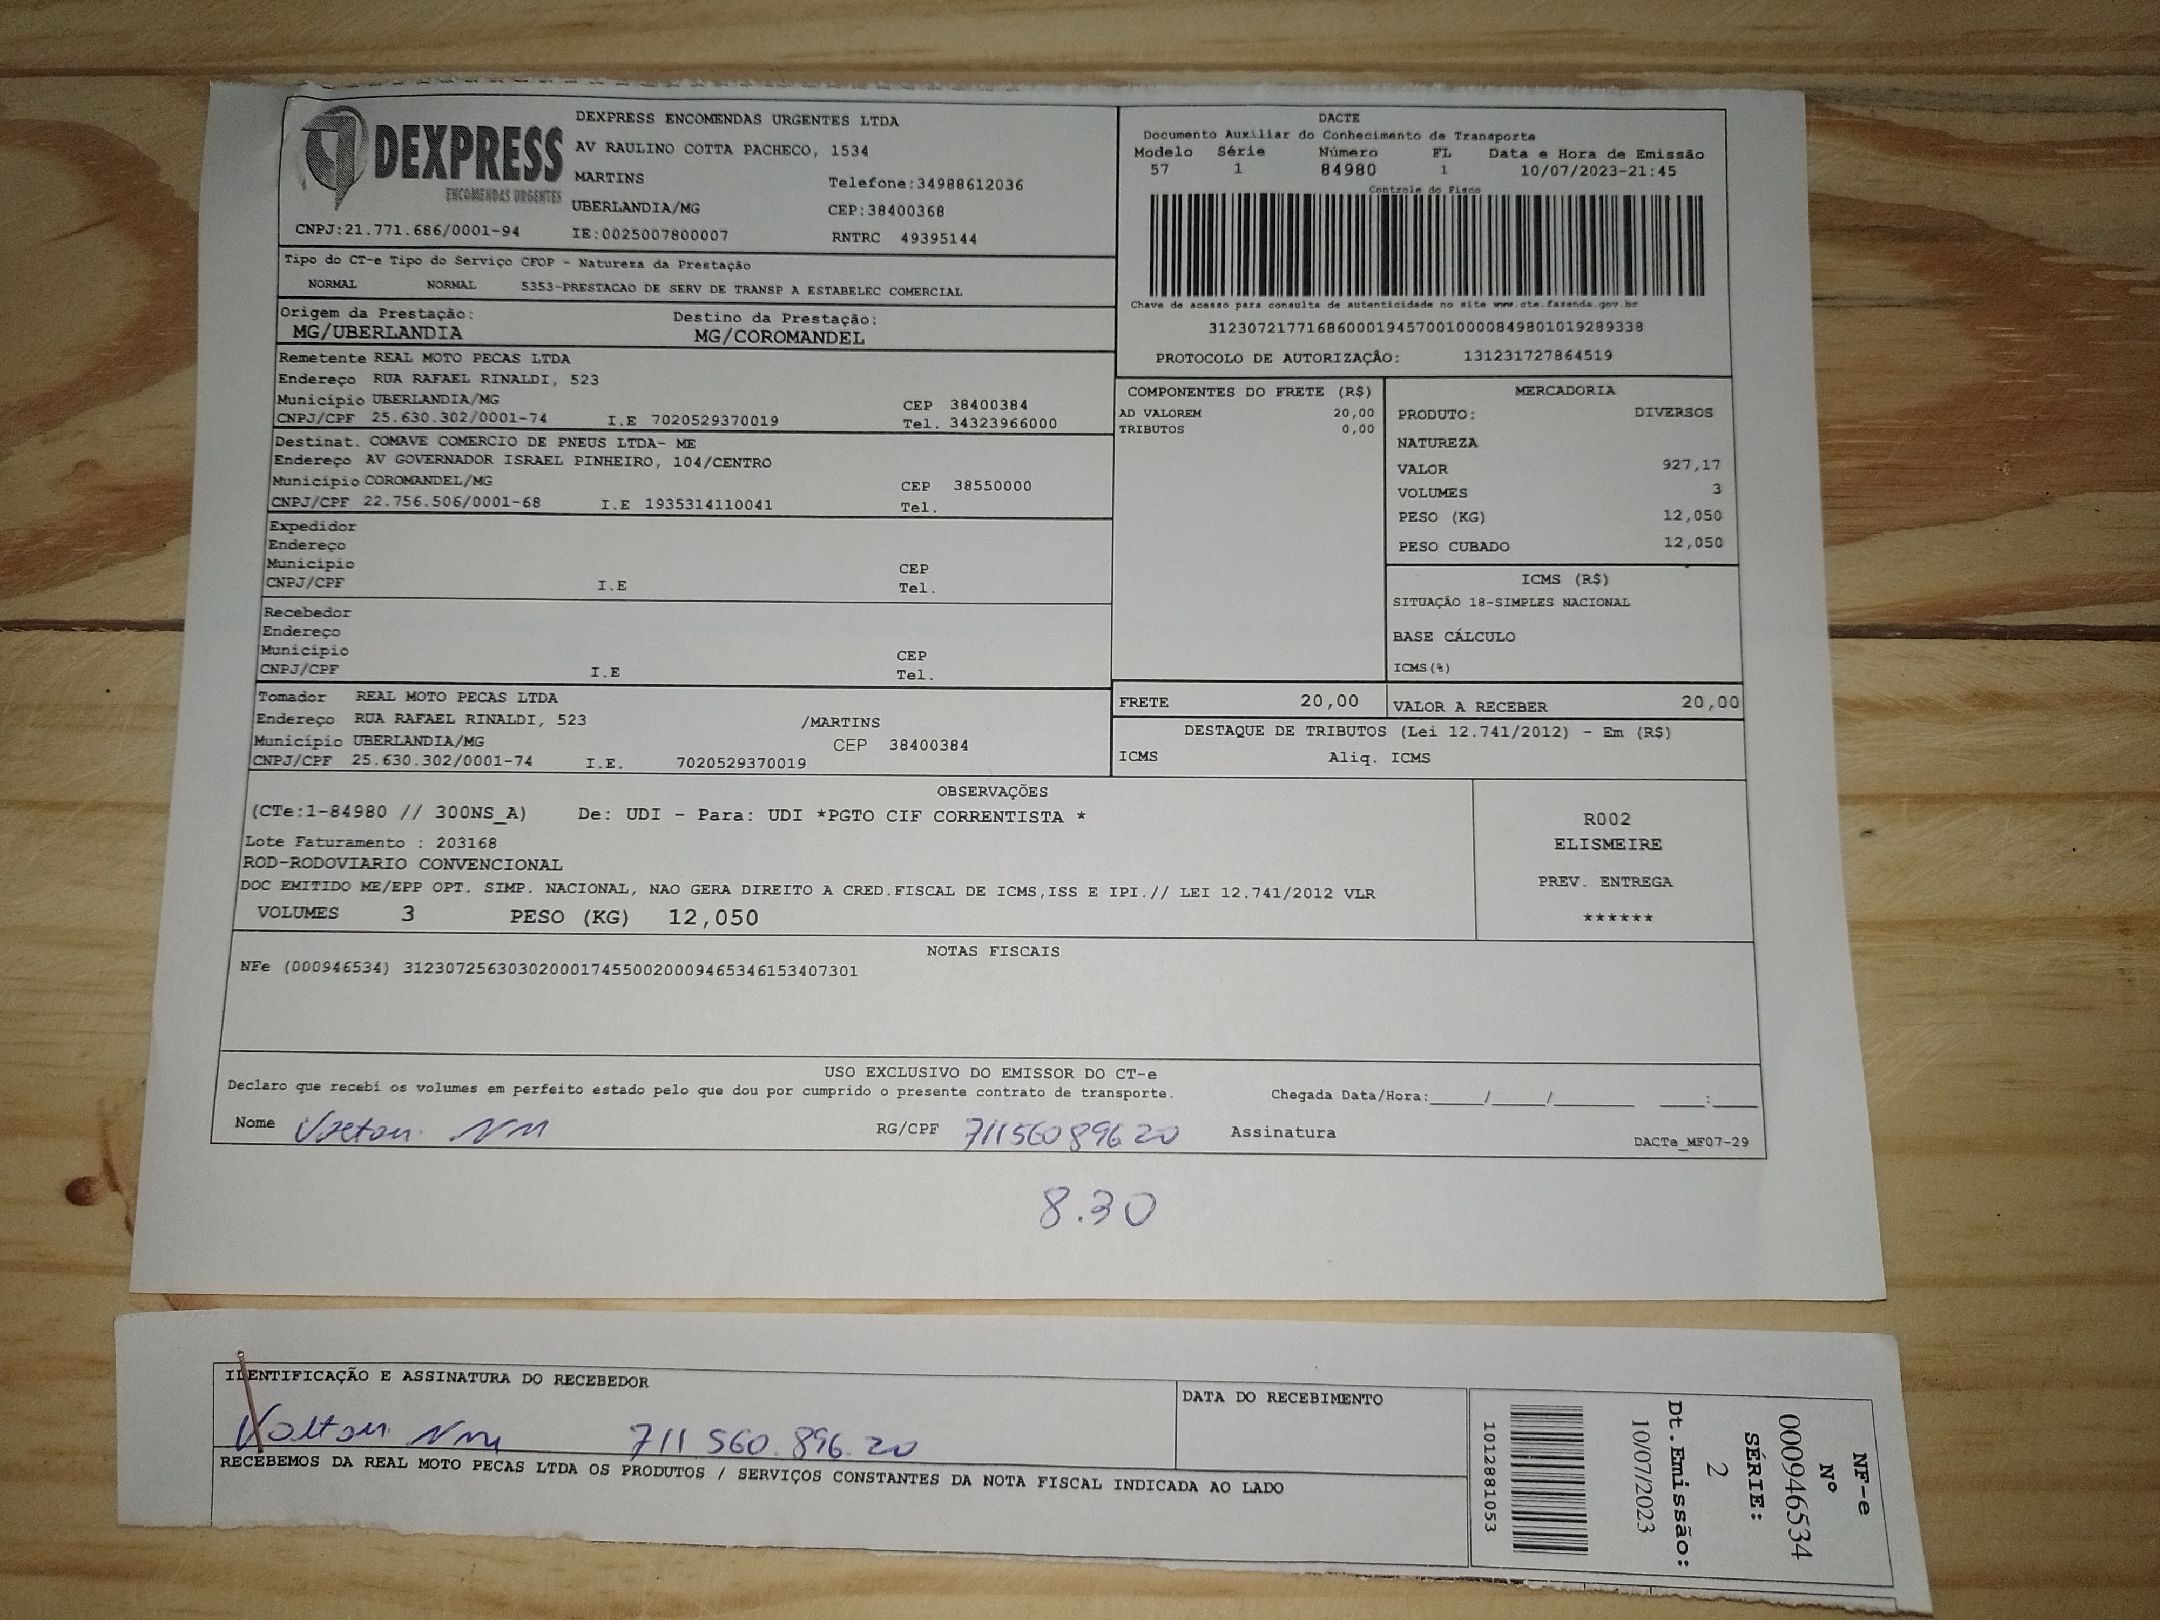 DEXPRESS
ENCOMENDAS URGENTES
DEXPRESS ENCOMENDAS URGENTES LTDA
AV RAULINO COTTA PACHECO, 1534
MARTINS Telefone:34988612036
UBERLANDIA/MG CEP:38400368
CNPJ:21.771.686/0001-94 IE:0025007800007 RNTRC 49395144
DACTE
Documento Auxiliar do Conhecimento de Transporte
Modelo Série Número FL Data e Hora de Emissão
57 1 84980 1 10/07/2023-21:45
Controle do Fisco
Chave de acesso para consulta de autenticidade no site www.cte.fazenda.gov.br
31230721771686000194570010000849801019289338
PROTOCOLO DE AUTORIZAÇÃO: 131231727864519
Tipo do CT-e Tipo do Serviço CFOP - Natureza da Prestação
NORMAL NORMAL 5353-PRESTACAO DE SERV DE TRANSP A ESTABELEC COMERCIAL
Origem da Prestação: Destino da Prestação:
MG/UBERLANDIA MG/COROMANDEL
Remetente REAL MOTO PECAS LTDA
Endereço RUA RAFAEL RINALDI, 523
Município UBERLANDIA/MG CEP 38400384
CNPJ/CPF 25.630.302/0001-74 I.E 7020529370019 Tel. 34323966000
Destinat. COMAVE COMERCIO DE PNEUS LTDA- ME
Endereço AV GOVERNADOR ISRAEL PINHEIRO, 104/CENTRO
Município COROMANDEL/MG CEP 38550000
CNPJ/CPF 22.756.506/0001-68 I.E 1935314110041 Tel.
Expedidor
Endereço
Município CEP
CNPJ/CPF I.E Tel.
Recebedor
Endereço
Município CEP
CNPJ/CPF I.E Tel.
Tomador REAL MOTO PECAS LTDA
Endereço RUA RAFAEL RINALDI, 523 /MARTINS
Município UBERLANDIA/MG CEP 38400384
CNPJ/CPF 25.630.302/0001-74 I.E. 7020529370019
COMPONENTES DO FRETE (R$)
AD VALOREM 20,00
TRIBUTOS 0,00
MERCADORIA
PRODUTO: DIVERSOS
NATUREZA
VALOR 927,17
VOLUMES 3
PESO (KG) 12,050
PESO CUBADO 12,050
ICMS (R$)
SITUAÇÃO 18-SIMPLES NACIONAL
BASE CÁLCULO
ICMS(%)
FRETE 20,00 VALOR A RECEBER 20,00
DESTAQUE DE TRIBUTOS (Lei 12.741/2012) - Em (R$)
ICMS Aliq. ICMS
OBSERVAÇÕES
(CTe:1-84980 // 300NS_A) De: UDI - Para: UDI *PGTO CIF CORRENTISTA *
Lote Faturamento : 203168
ROD-RODOVIARIO CONVENCIONAL
DOC EMITIDO ME/EPP OPT. SIMP. NACIONAL, NAO GERA DIREITO A CRED.FISCAL DE ICMS,ISS E IPI.// LEI 12.741/2012 VLR
VOLUMES 3 PESO (KG) 12,050
R002
ELISMEIRE
PREV. ENTREGA
******
NOTAS FISCAIS
NFe (000946534) 31230725630302000174550020009465346153407301
USO EXCLUSIVO DO EMISSOR DO CT-e
Declaro que recebi os volumes em perfeito estado pelo que dou por cumprido o presente contrato de transporte. Chegada Data/Hora:_____/_____/________ ____:____
Nome RG/CPF 71156089620 Assinatura DACTe_MF07-29
8.30
IDENTIFICAÇÃO E ASSINATURA DO RECEBEDOR
711 560.896.20
DATA DO RECEBIMENTO
RECEBEMOS DA REAL MOTO PECAS LTDA OS PRODUTOS / SERVIÇOS CONSTANTES DA NOTA FISCAL INDICADA AO LADO
NF-e
Nº
000946534
SÉRIE:
2
Dt.Emissão:
10/07/2023
1012881053